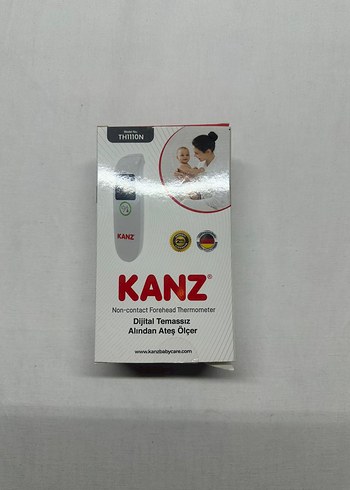 Model No:
TH1110N
KANZ
KANZ®
Non-contact Forehead Thermometer
Dijital Temassız
Alından Ateş Ölçer
www.kanzbabycare.com